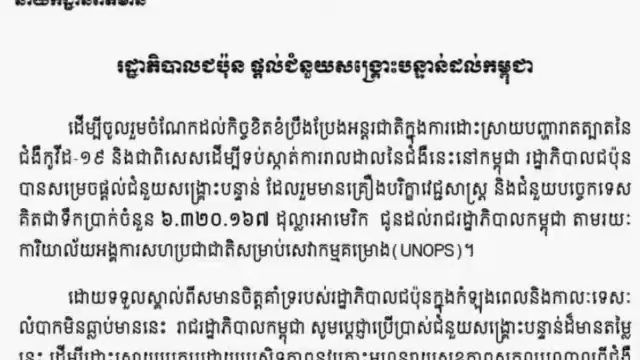 រដ្ឋាភិបាលជប៉ុន ផ្តល់ជំនួយសង្គ្រោះបន្ទាន់ដល់កម្ពុជា
ដើម្បីចូលរួមចំណែកដល់កិច្ចខិតខំប្រឹងប្រែងអន្តរជាតិក្នុងការដោះស្រាយបញ្ហារាតត្បាតនៃ
ជំងឺកូវីដ-១៩ និងជាពិសេសដើម្បីទប់ស្កាត់ការរាលដាលនៃជំងឺនេះនៅកម្ពុជា រដ្ឋាភិបាលជប៉ុន
បានសម្រេចផ្តល់ជំនួយសង្គ្រោះបន្ទាន់ ដែលរួមមានគ្រឿងបរិក្ខាវេជ្ជសាស្ត្រ និងជំនួយបច្ចេកទេស
គិតជាទឹកប្រាក់ចំនួន ៦.៣២០.១៦៧ ដុល្លារអាមេរិក ជូនដល់រាជរដ្ឋាភិបាលកម្ពុជា តាមរយៈ
ការិយាល័យអង្គការសហប្រជាជាតិសម្រាប់សេវាកម្មគម្រោង(UNOPS)។
ដោយទទួលស្គាល់ពីសមានចិត្តគាំទ្ររបស់រដ្ឋាភិបាលជប៉ុនក្នុងកំឡុងពេលនិងកាលៈទេសៈ
លំបាកមិនធ្លាប់មាននេះ រាជរដ្ឋាភិបាលកម្ពុជា សូមប្តេជ្ញាប្រើប្រាស់ជំនួយសង្គ្រោះបន្ទាន់ដ៏មានតម្លៃ